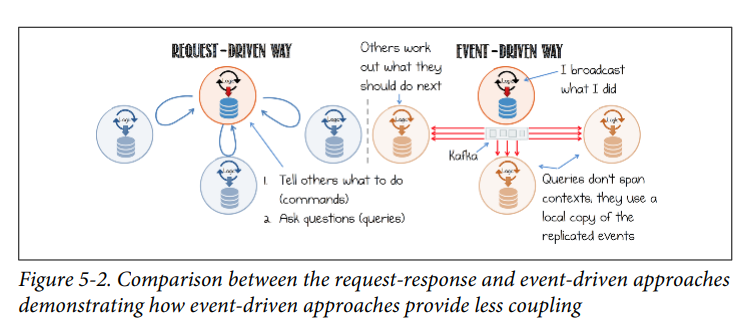 REQUEST-DRIVEN WAY
Logic
Logic
Logic
Logic
1. Tell others what to do
(commands)
2. Ask questions (queries)
Others work
out what they
should do next
EVENT-DRIVEN WAY
I broadcast
what I did
Logic
Logic
Logic
Logic
Kafka
Queries don't span
contexts, they use a
local copy of the
replicated events
Figure 5-2. Comparison between the request-response and event-driven approaches
demonstrating how event-driven approaches provide less coupling